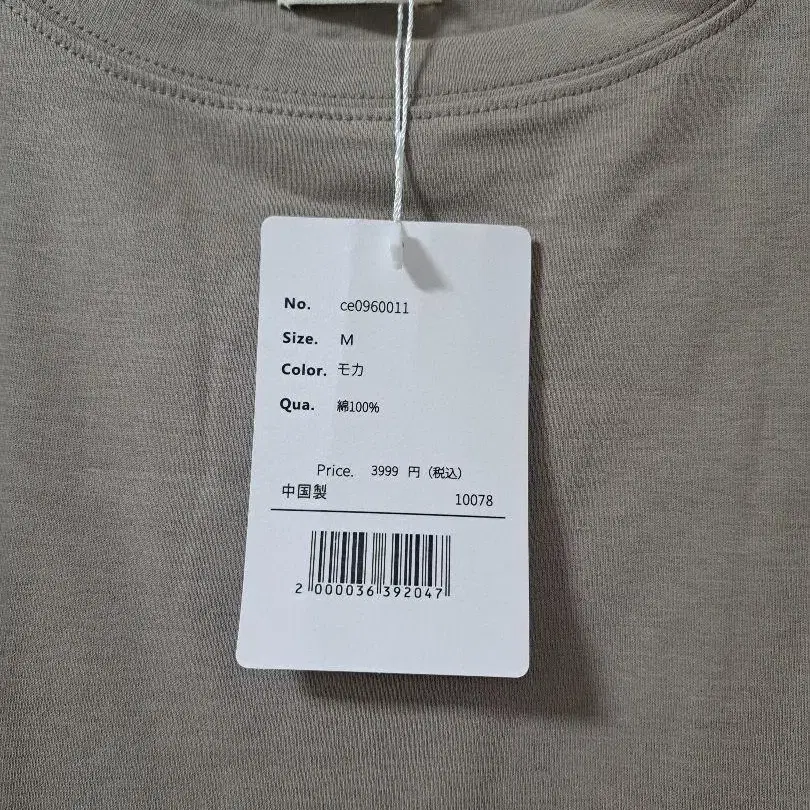 No. ce0960011
Size. M
Color. モカ
Qua. 綿100%
Price. 3999 円（税込）
中国製 10078
2 000036 392047